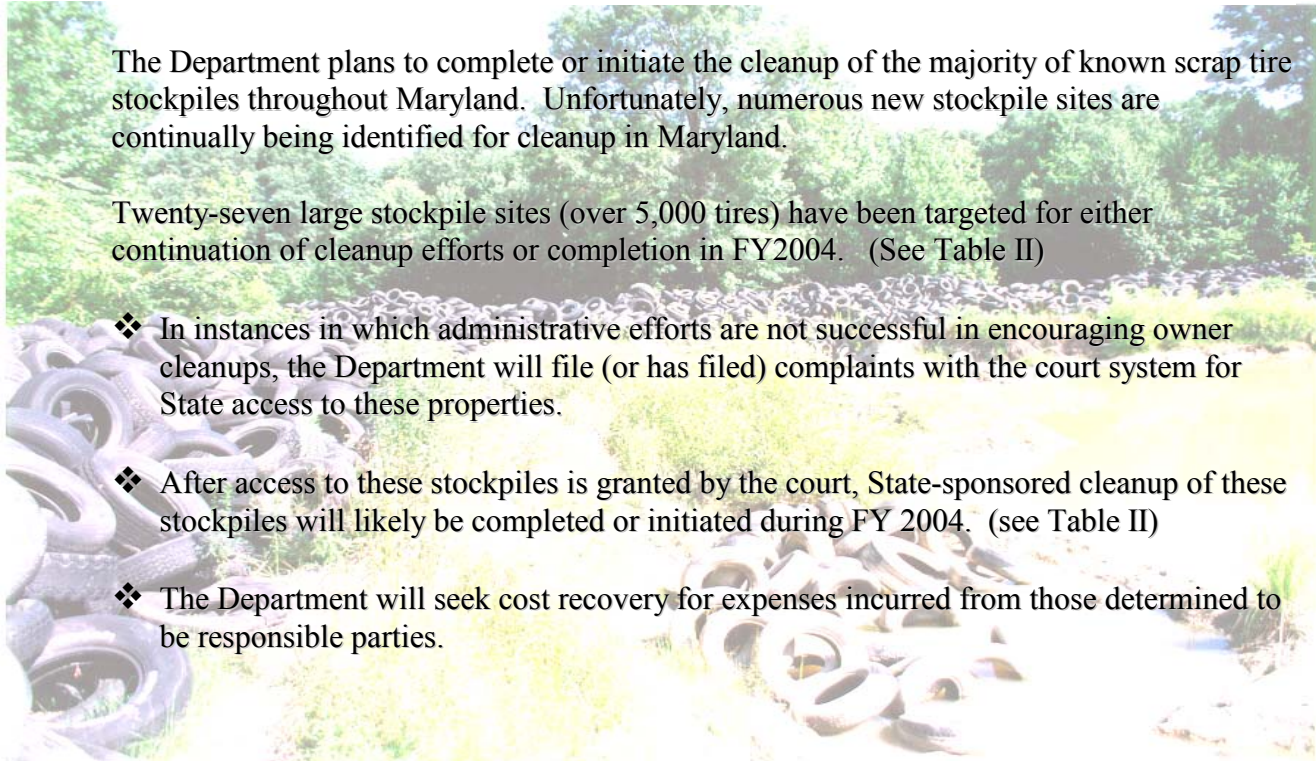 The Department plans to complete or initiate the cleanup of the majority of known scrap tire
stockpiles throughout Maryland.  Unfortunately, numerous new stockpile sites are
continually being identified for cleanup in Maryland.
Twenty-seven large stockpile sites (over 5,000 tires) have been targeted for either
continuation of cleanup efforts or completion in FY2004.   (See Table II)
❖ In instances in which administrative efforts are not successful in encouraging owner
cleanups, the Department will file (or has filed) complaints with the court system for
State access to these properties.
❖ After access to these stockpiles is granted by the court, State-sponsored cleanup of these
stockpiles will likely be completed or initiated during FY 2004.  (see Table II)
❖ The Department will seek cost recovery for expenses incurred from those determined to
be responsible parties.